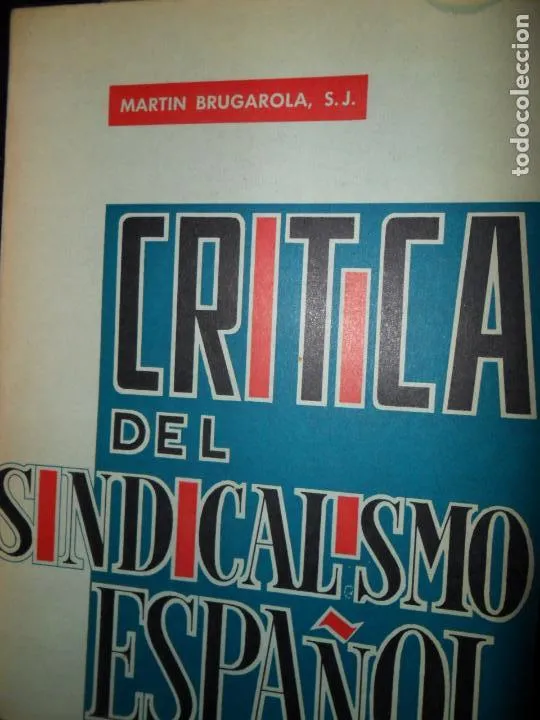 MARTIN BRUGAROLA, S.J.
CRITICA
DEL
SINDICALISMO
ESPAÑOL
todocoleccion